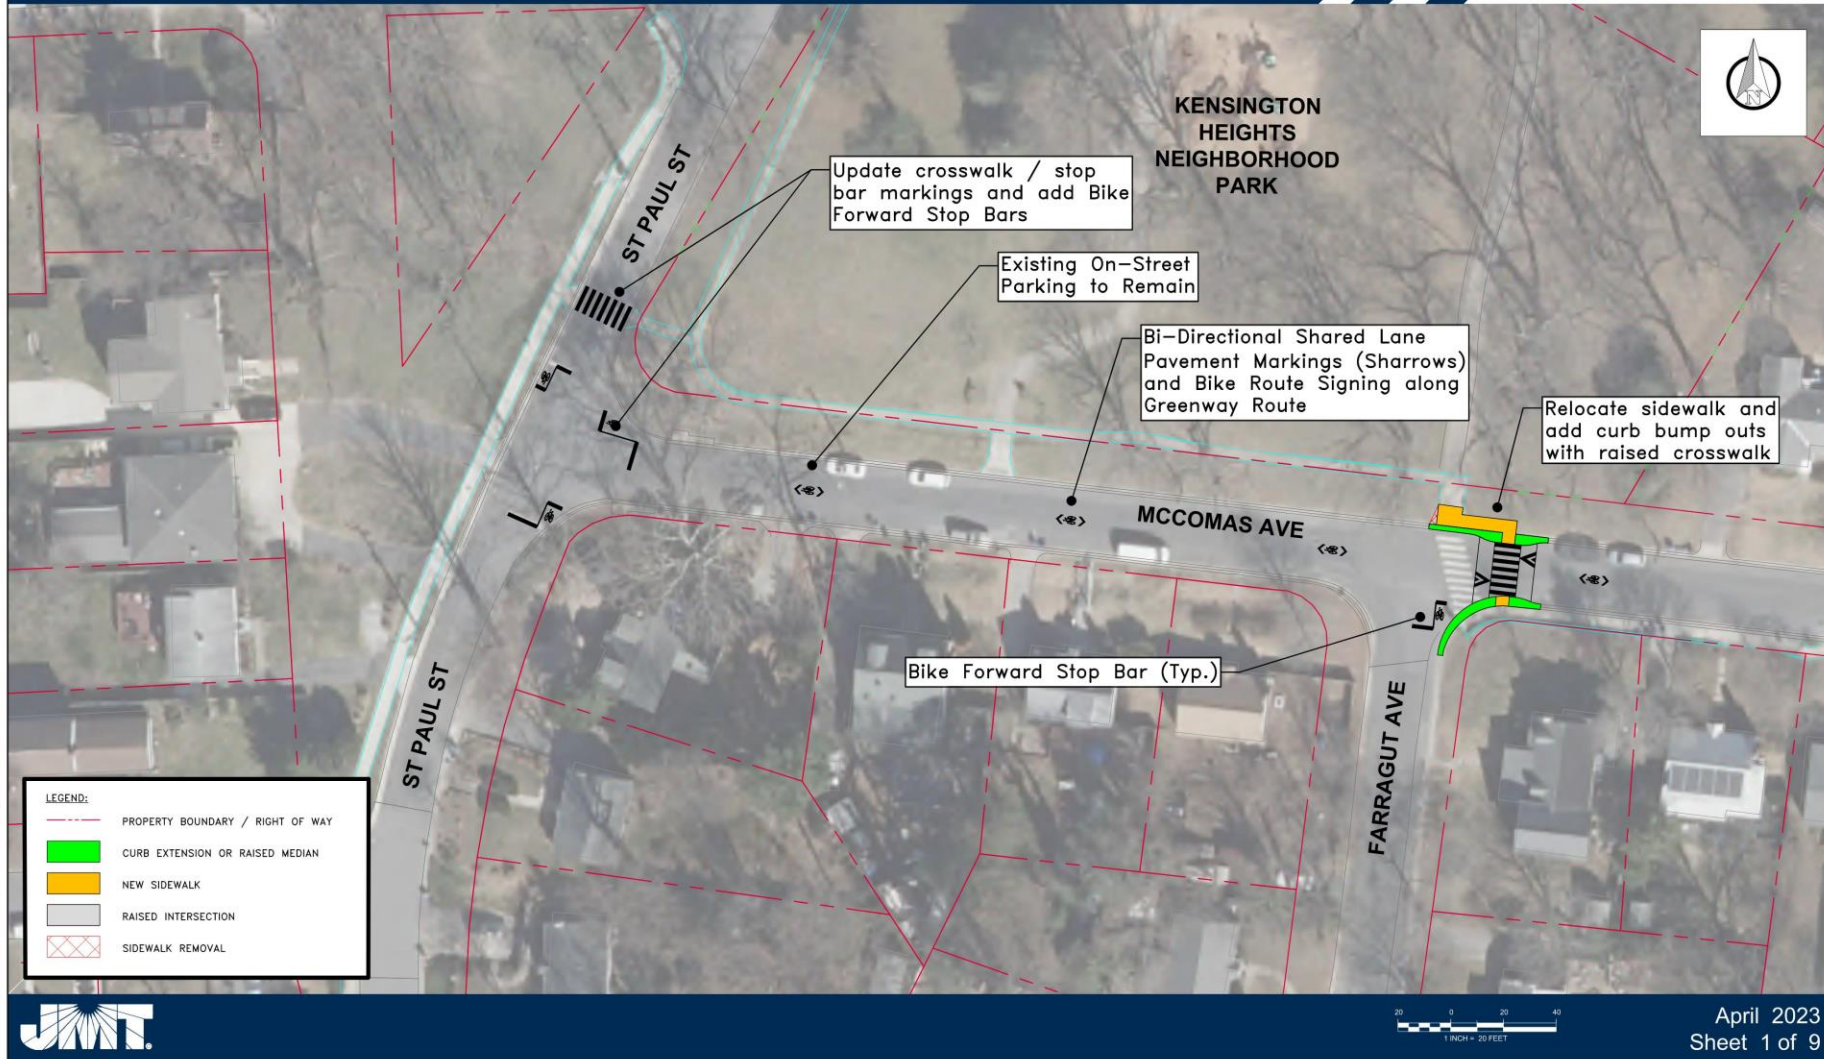 KENSINGTON
HEIGHTS
NEIGHBORHOOD
PARK
N
ST PAUL ST
Update crosswalk / stop
bar markings and add Bike
Forward Stop Bars
Existing On-Street
Parking to Remain
Bi-Directional Shared Lane
Pavement Markings (Sharrows)
and Bike Route Signing along
Greenway Route
Relocate sidewalk and
add curb bump outs
with raised crosswalk
MCCOMAS AVE
Bike Forward Stop Bar (Typ.)
ST PAUL ST
FARRAGUT AVE
LEGEND:
PROPERTY BOUNDARY / RIGHT OF WAY
CURB EXTENSION OR RAISED MEDIAN
NEW SIDEWALK
RAISED INTERSECTION
SIDEWALK REMOVAL
JMT
20 0 20 40
1 INCH = 20 FEET
April 2023
Sheet 1 of 9